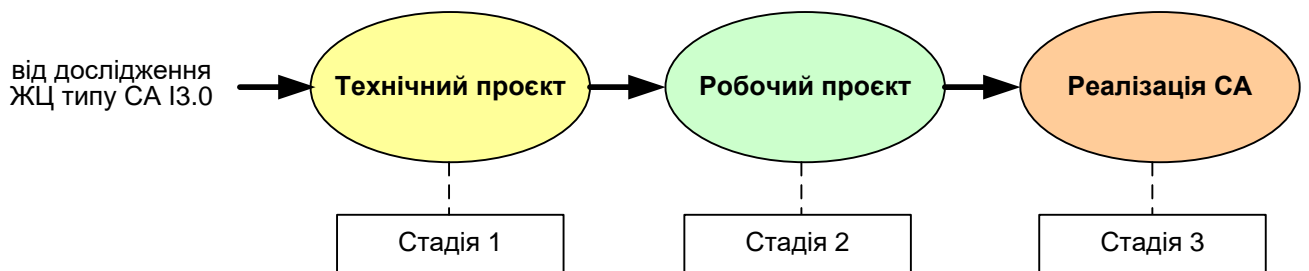 від дослідження
ЖЦ типу СА І3.0
Технічний проєкт
Робочий проєкт
Реалізація СА
Стадія 1
Стадія 2
Стадія 3